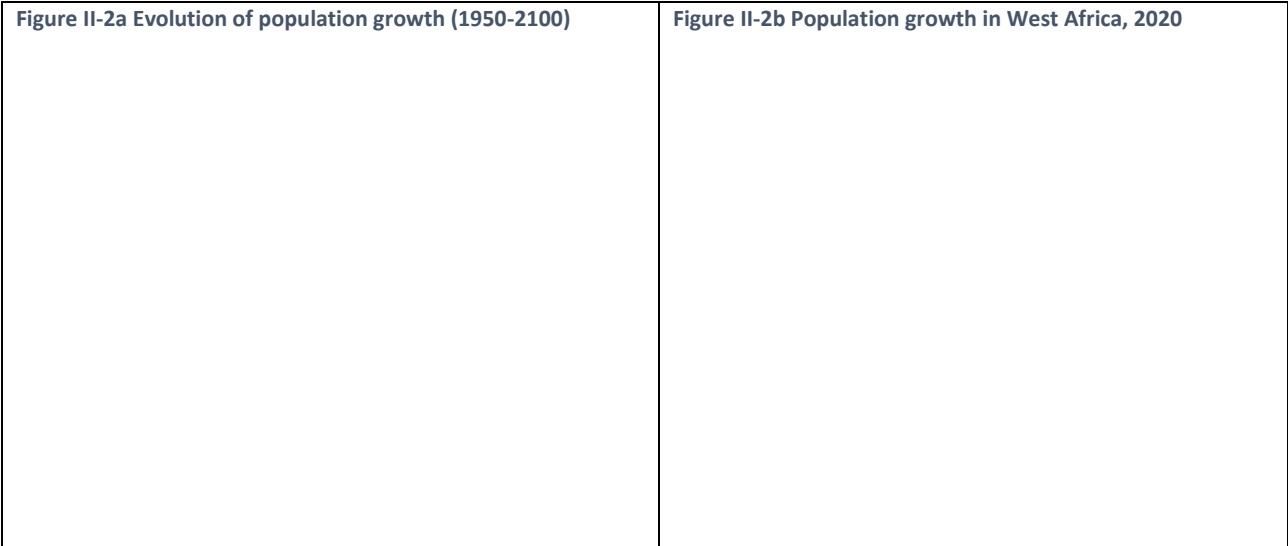 Figure II-2a Evolution of population growth (1950-2100)
Figure II-2b Population growth in West Africa, 2020